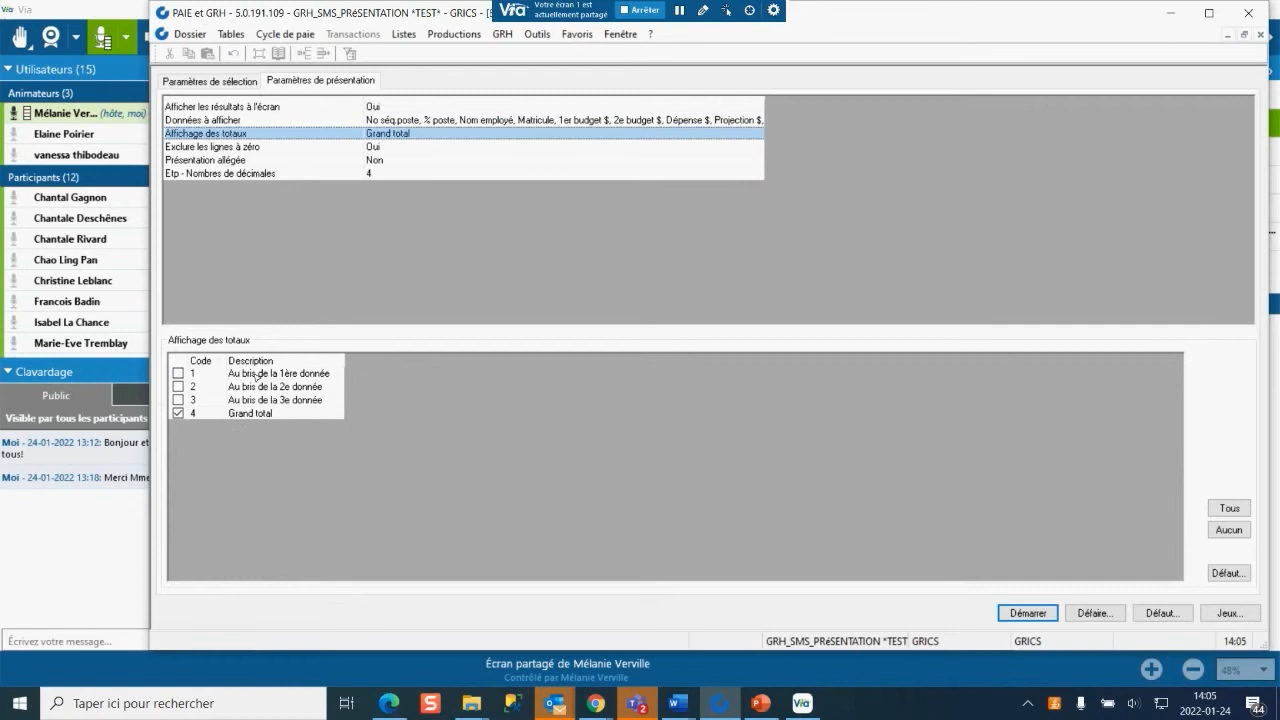 Via
PAIE et GRH - 5.0.191.109 - GRH_SMS_PRéSENTATION *TEST* - GRICS - [
Via
Votre écran 1 est
actuellement partagé
Arrêter
Dossier Tables Cycle de paie Transactions Listes Productions GRH Outils Favoris Fenêtre ?
Utilisateurs (15)
Animateurs (3)
Mélanie Ver... (hôte, moi)
Elaine Poirier
vanessa thibodeau
Participants (12)
Chantal Gagnon
Chantale Deschênes
Chantale Rivard
Chao Ling Pan
Christine Leblanc
Francois Badin
Isabel La Chance
Marie-Eve Tremblay
Clavardage
Public
Visible par tous les participants
Moi - 24-01-2022 13:12: Bonjour et
tous!
Moi - 24-01-2022 13:18: Merci Mme
Écrivez votre message...
Paramètres de sélection Paramètres de présentation
Afficher les résultats à l'écran Oui
Données à afficher No séq.poste, % poste, Nom employé, Matricule, 1er budget $, 2e budget $, Dépense $, Projection $,
Affichage des totaux Grand total
Exclure les lignes à zéro Oui
Présentation allégée Non
Etp - Nombres de décimales 4
Affichage des totaux
Code Description
1 Au bris de la 1ère donnée
2 Au bris de la 2e donnée
3 Au bris de la 3e donnée
4 Grand total
Tous
Aucun
Défaut...
Démarrer Défaire... Défaut... Jeux...
GRH_SMS_PRéSENTATION *TEST GRICS GRICS 14:05
Écran partagé de Mélanie Verville
Contrôlé par Mélanie Verville
48%
Taper ici pour rechercher
14:05
2022-01-24